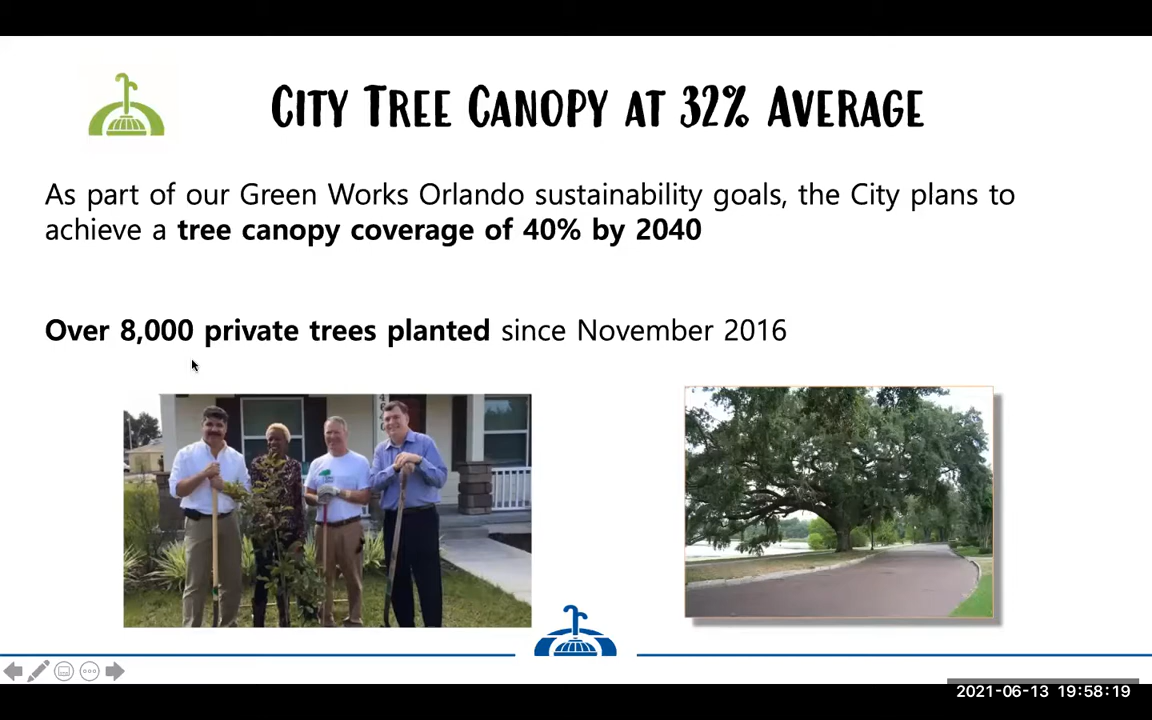 City Tree Canopy at 32% Average
As part of our Green Works Orlando sustainability goals, the City plans to
achieve a tree canopy coverage of 40% by 2040
Over 8,000 private trees planted since November 2016
2021-06-13 19:58:19